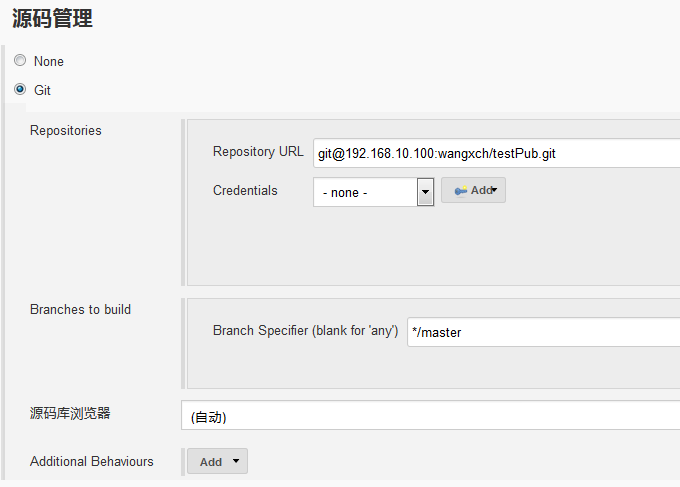 源码管理
None
Git
Repositories
Repository URL
git@192.168.10.100:wangxch/testPub.git
Credentials
- none -
Add
Branches to build
Branch Specifier (blank for 'any')
*/master
源码库浏览器
(自动)
Additional Behaviours
Add